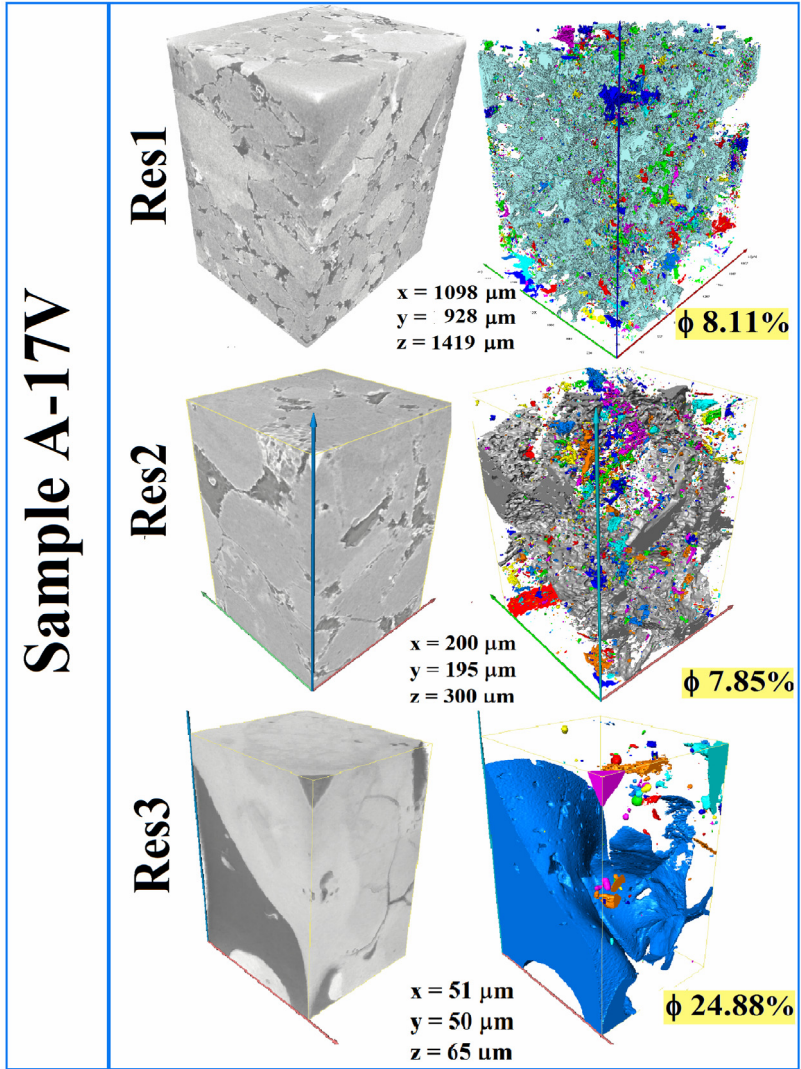 Sample A-17V
Res1
x = 1098 µm
y = 928 µm
z = 1419 µm
ϕ 8.11%
Res2
x = 200 µm
y = 195 µm
z = 300 µm
ϕ 7.85%
Res3
x = 51 µm
y = 50 µm
z = 65 µm
ϕ 24.88%